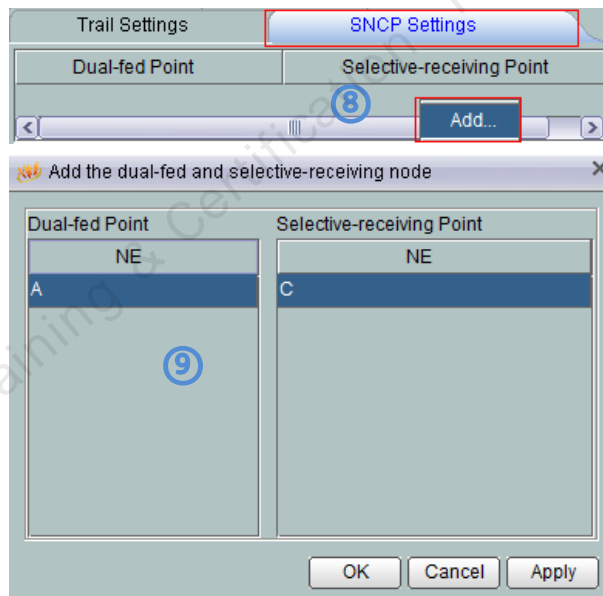 Trail Settings SNCP Settings
Dual-fed Point Selective-receiving Point
⑧ Add...
Add the dual-fed and selective-receiving node
Dual-fed Point Selective-receiving Point
NE NE
A C
⑨
OK Cancel Apply
& Certification